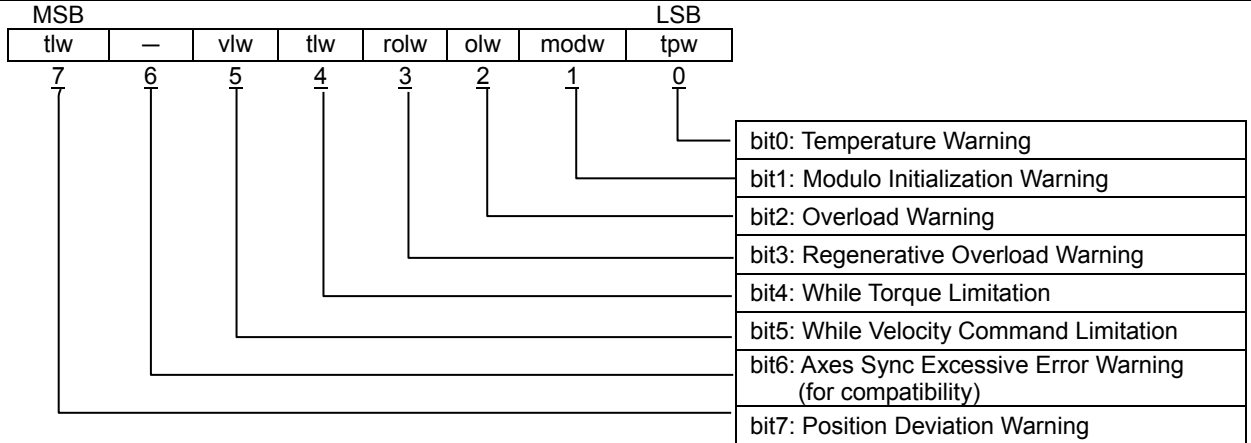 MSB LSB
tlw — vlw tlw rolw olw modw tpw
7 6 5 4 3 2 1 0
bit0: Temperature Warning
bit1: Modulo Initialization Warning
bit2: Overload Warning
bit3: Regenerative Overload Warning
bit4: While Torque Limitation
bit5: While Velocity Command Limitation
bit6: Axes Sync Excessive Error Warning
(for compatibility)
bit7: Position Deviation Warning